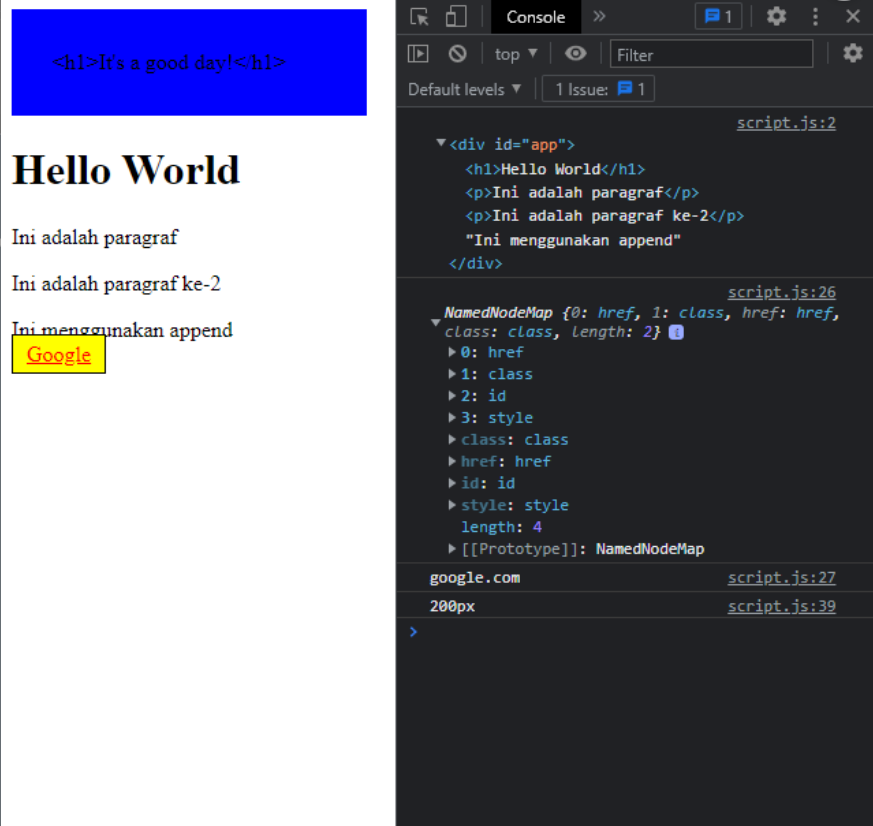 <h1>It's a good day!</h1>
Hello World
Ini adalah paragraf
Ini adalah paragraf ke-2
Ini menggunakan append
Google
Console » 1
top ▼ Filter
Default levels ▼ 1 Issue: 1
script.js:2
▼<div id="app">
<h1>Hello World</h1>
<p>Ini adalah paragraf</p>
<p>Ini adalah paragraf ke-2</p>
"Ini menggunakan append"
</div>
script.js:26
NamedNodeMap {0: href, 1: class, href: href,
▼ class: class, length: 2} i
▶0: href
▶1: class
▶2: id
▶3: style
▶class: class
▶href: href
▶id: id
▶style: style
length: 4
▶[[Prototype]]: NamedNodeMap
google.com script.js:27
200px script.js:39
>